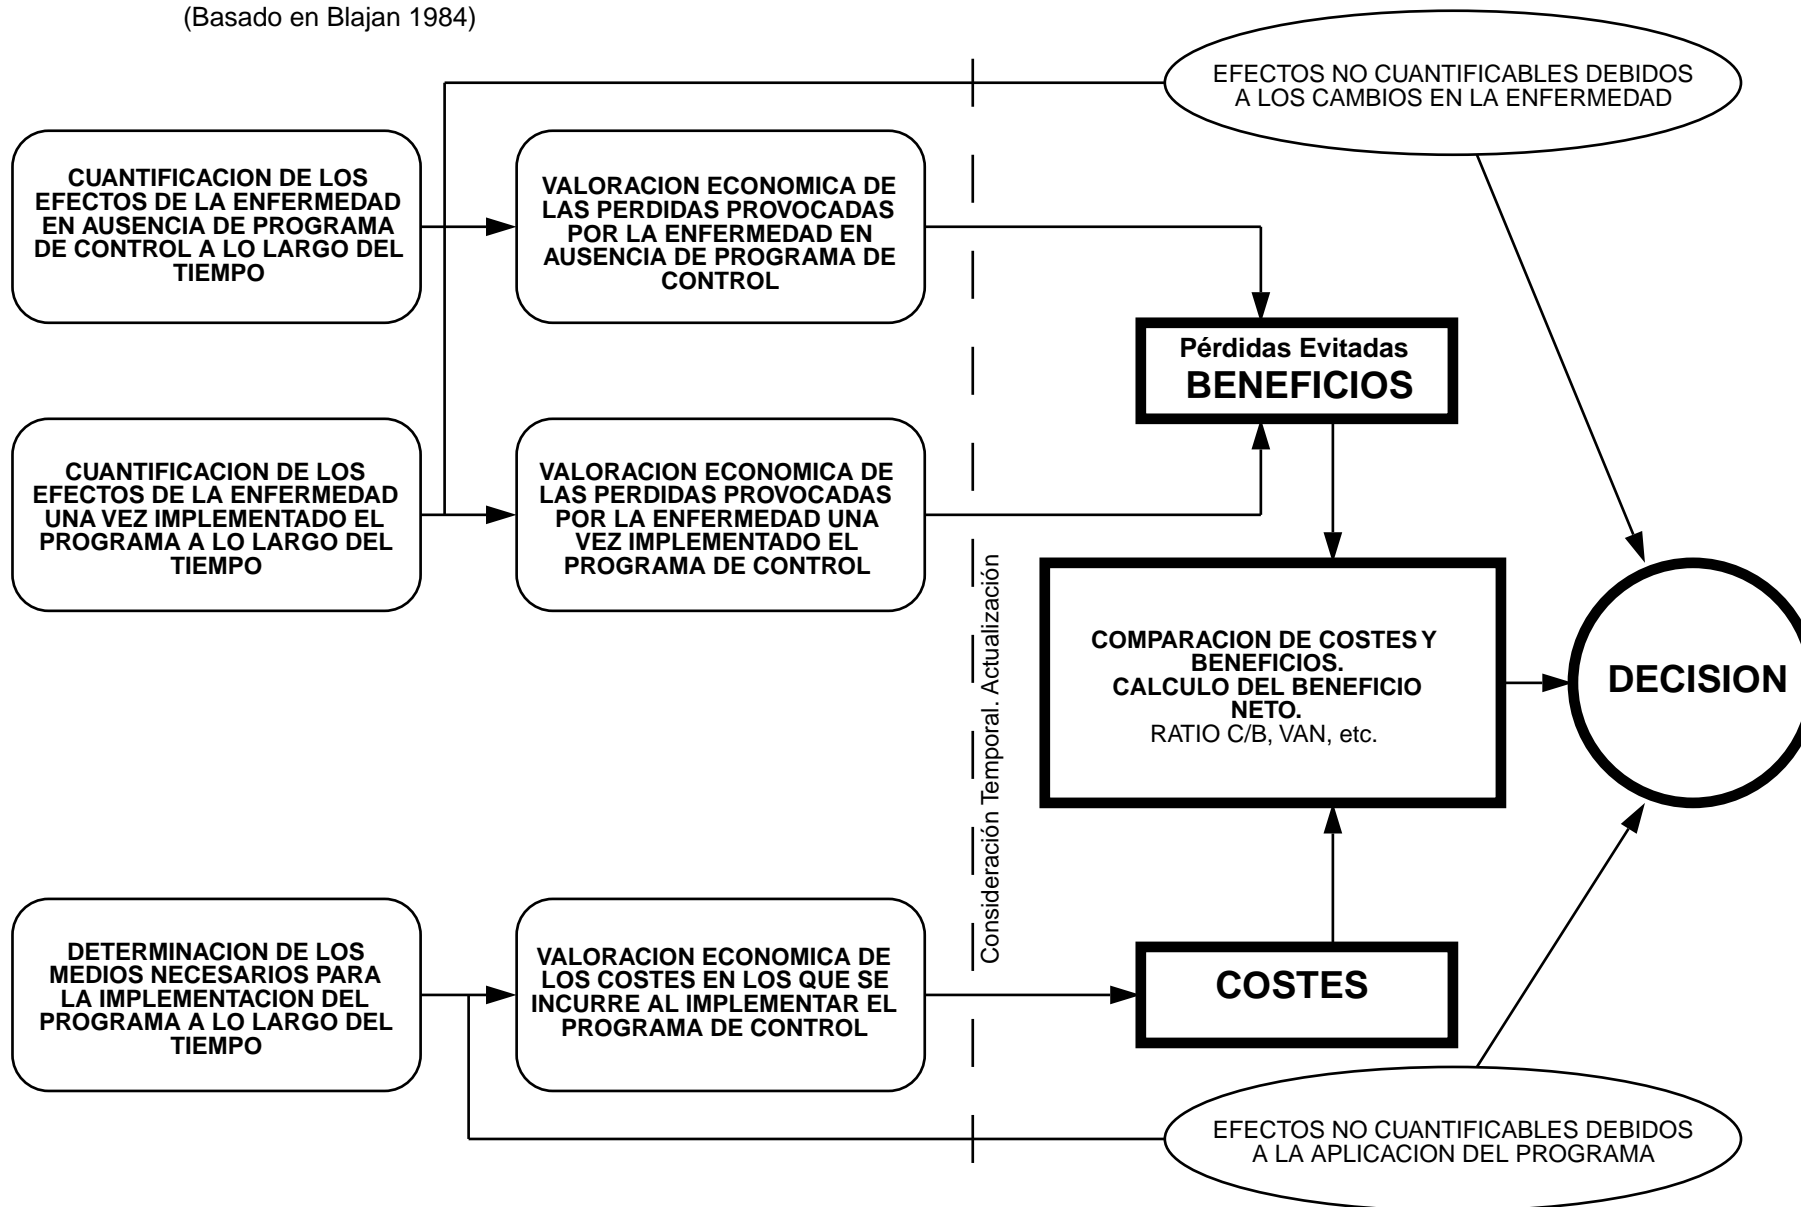 (Basado en Blajan 1984)
EFECTOS NO CUANTIFICABLES DEBIDOS
A LOS CAMBIOS EN LA ENFERMEDAD
CUANTIFICACION DE LOS
EFECTOS DE LA ENFERMEDAD
EN AUSENCIA DE PROGRAMA
DE CONTROL A LO LARGO DEL
TIEMPO
VALORACION ECONOMICA DE
LAS PERDIDAS PROVOCADAS
POR LA ENFERMEDAD EN
AUSENCIA DE PROGRAMA DE
CONTROL
Pérdidas Evitadas
BENEFICIOS
CUANTIFICACION DE LOS
EFECTOS DE LA ENFERMEDAD
UNA VEZ IMPLEMENTADO EL
PROGRAMA A LO LARGO DEL
TIEMPO
VALORACION ECONOMICA DE
LAS PERDIDAS PROVOCADAS
POR LA ENFERMEDAD UNA
VEZ IMPLEMENTADO EL
PROGRAMA DE CONTROL
Consideración Temporal. Actualización
COMPARACION DE COSTES Y
BENEFICIOS.
CALCULO DEL BENEFICIO
NETO.
RATIO C/B, VAN, etc.
DECISION
DETERMINACION DE LOS
MEDIOS NECESARIOS PARA
LA IMPLEMENTACION DEL
PROGRAMA A LO LARGO DEL
TIEMPO
VALORACION ECONOMICA DE
LOS COSTES EN LOS QUE SE
INCURRE AL IMPLEMENTAR EL
PROGRAMA DE CONTROL
COSTES
EFECTOS NO CUANTIFICABLES DEBIDOS
A LA APLICACION DEL PROGRAMA